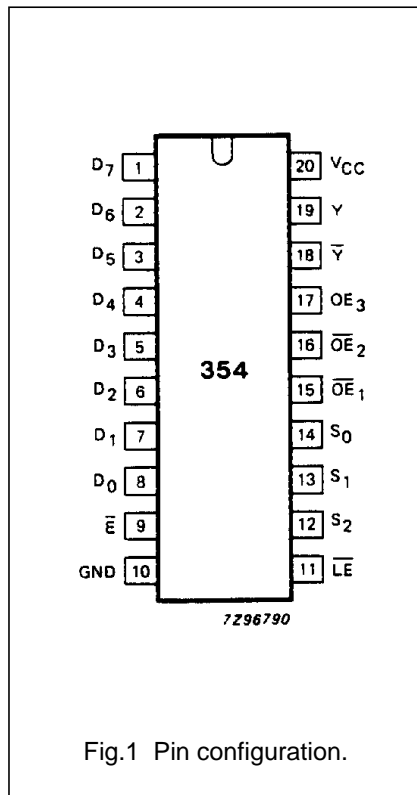 D7 1 20 VCC
D6 2 19 Y
D5 3 18 Y̅
D4 4 17 OE3
D3 5 354 16 O̅E̅2
D2 6 15 O̅E̅1
D1 7 14 S0
D0 8 13 S1
E̅ 9 12 S2
GND 10 11 L̅E̅
7Z96790
Fig.1 Pin configuration.